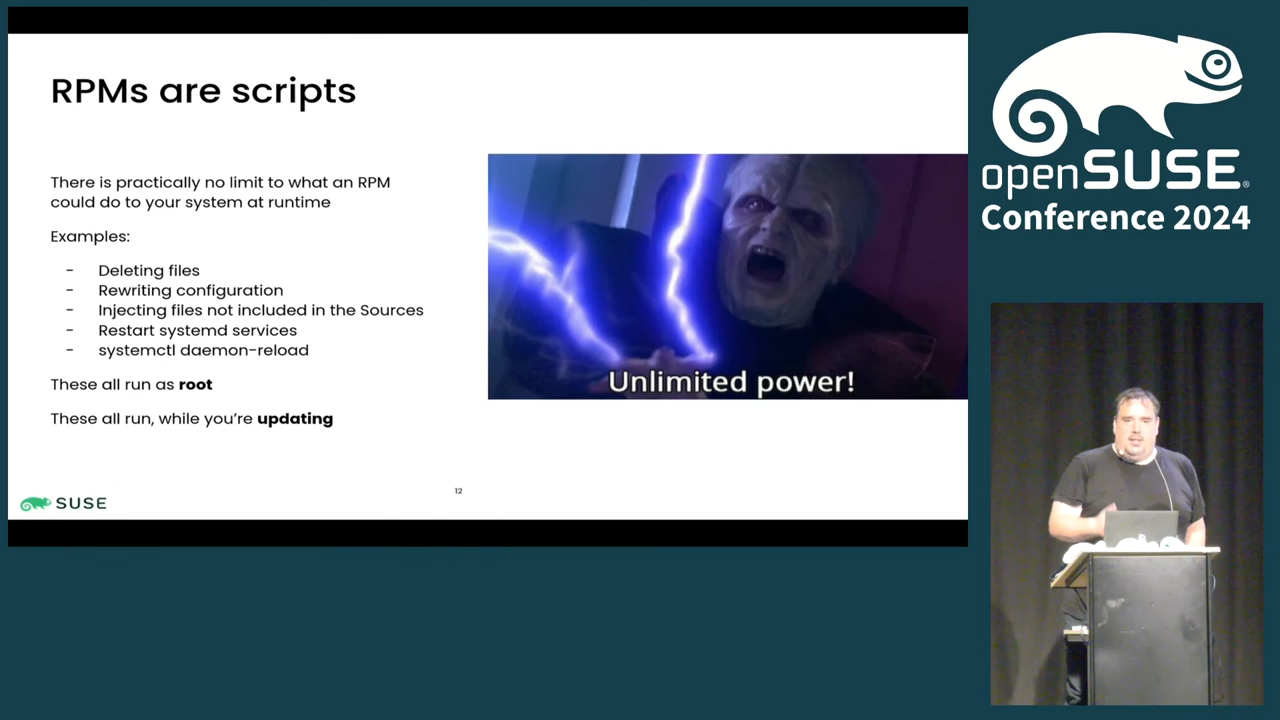 RPMs are scripts
There is practically no limit to what an RPM
could do to your system at runtime
Examples:
- Deleting files
- Rewriting configuration
- Injecting files not included in the Sources
- Restart systemd services
- systemctl daemon-reload
These all run as root
These all run, while you’re updating
Unlimited power!
12
SUSE
openSUSE®
Conference 2024